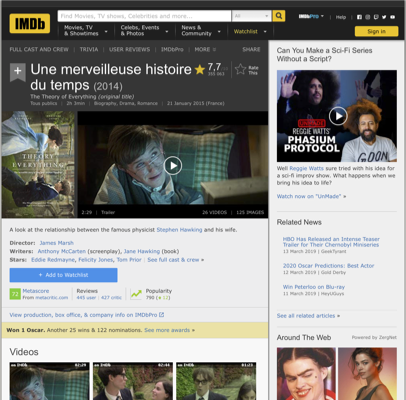 IMDb
Find Movies, TV shows, Celebrities and more...
All
IMDbPro
Help
Movies, TV
& Showtimes
Celebs, Events
& Photos
News &
Community
Watchlist
Sign in
FULL CAST AND CREW | TRIVIA | USER REVIEWS | IMDbPro | MORE
SHARE
Une merveilleuse histoire
du temps (2014)
7,7
Rate
This
The Theory of Everything (original title)
Tous publics | 2h 3min | Biography, Drama, Romance | 21 January 2015 (France)
THEORY
EVERYTHING
2:29 | Trailer
26 VIDEOS | 125 IMAGES
A look at the relationship between the famous physicist Stephen Hawking and his wife.
Director: James Marsh
Writers: Anthony McCarten (screenplay), Jane Hawking (book)
Stars: Eddie Redmayne, Felicity Jones, Tom Prior | See full cast & crew »
+ Add to Watchlist
72
Metascore
From metacritic.com
Reviews
445 user | 427 critic
Popularity
790
View production, box office, & company info on IMDbPro
Won 1 Oscar. Another 25 wins & 122 nominations. See more awards »
Videos
02:29
02:44
01:21
Can You Make a Sci-Fi Series
Without a Script?
REGGIE WATTS'
PHASIUM
PROTOCOL
Well Reggie Watts sure tried with his idea for
a sci-fi improv show. What happens when we
bring his idea to life?
Watch now on "UnMade" »
Related News
HBO Has Released an Intense
Teaser Trailer for Their Chernobyl Miniseries
13 March 2019 | GeekTyrant
2020 Oscar Predictions: Best Actor
12 March 2019 | Gold Derby
Win Peterloo on Blu-ray
11 March 2019 | HeyUGuys
See all related articles »
Around The Web
Powered by ZergNet